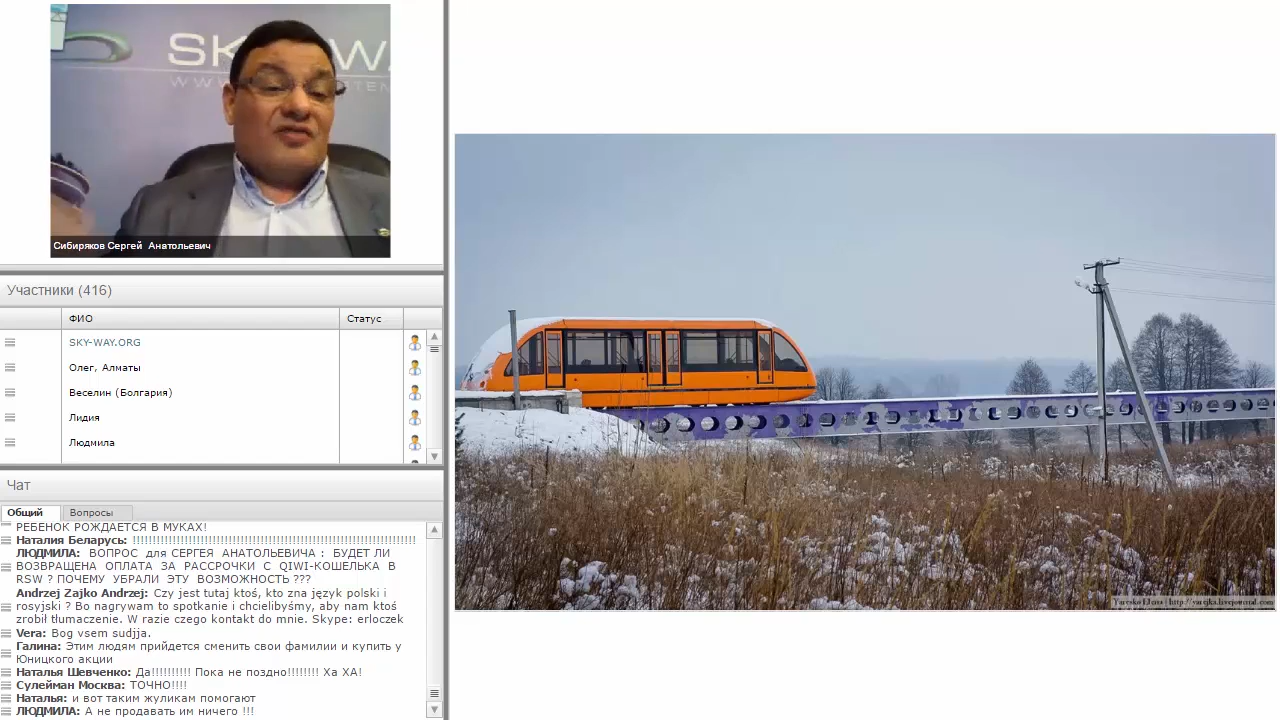 SKYWA
Сибиряков Сергей Анатольевич
Участники (416)
ФИО
Статус
SKY-WAY.ORG
Олег, Алматы
Веселин (Болгария)
Лидия
Людмила
Чат
Общий
Вопросы
РЕБЕНОК РОЖДАЕТСЯ В МУКАХ!
Наталия Беларусь: !!!!!!!!!!!!!!!!!!!!!!!!!!!!!!!!!!!!!!!!!!!!!!!!!!!!!!!!!!!!!!!!!!!!!!!!
ЛЮДМИЛА: ВОПРОС для СЕРГЕЯ АНАТОЛЬЕВИЧА : БУДЕТ ЛИ
ВОЗВРАЩЕНА ОПЛАТА ЗА РАССРОЧКИ С QIWI-КОШЕЛЬКА В
RSW ? ПОЧЕМУ УБРАЛИ ЭТУ ВОЗМОЖНОСТЬ ???
Andrzej Zajko Andrzej: Czy jest tutaj ktoś, kto zna język polski i
rosyjski ? Bo nagrywam to spotkanie i chcielibyśmy, aby nam ktoś
zrobił tłumaczenie. W razie czego kontakt do mnie. Skype: erloczek
Vera: Bog vsem sudjja.
Галина: Этим людям прийдется сменить свои фамилии и купить у
Юницкого акции
Наталья Шевченко: Да!!!!!!!!!! Пока не поздно!!!!!!!! Ха ХА!
Сулейман Москва: ТОЧНО!!!!
Наталья: и вот таким жуликам помогают
ЛЮДМИЛА: А не продавать им ничего !!!